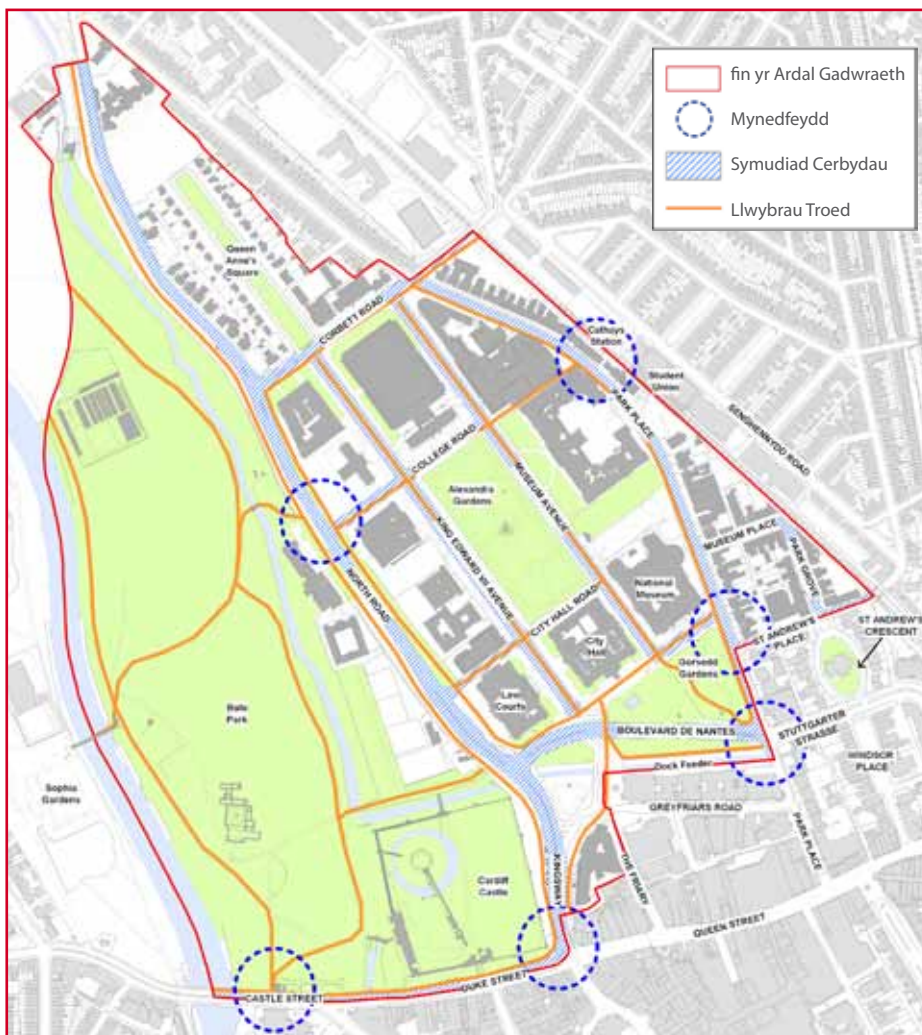 fin yr Ardal Gadwraeth
Mynedfeydd
Symudiad Cerbydau
Llwybrau Troed
Queen
Anne's
Square
CORBETT ROAD
Cathays
Station
Student
Union
SENGHENNYDD ROAD
PARK PLACE
COLLEGE ROAD
Alexandra
Gardens
MUSEUM AVENUE
KING EDWARD VII AVENUE
MUSEUM PLACE
PARK GROVE
NORTH ROAD
National
Museum
CITY HALL ROAD
City
Hall
ST ANDREW'S
PLACE
ST ANDREW'S
CRESCENT
Gorsedd
Gardens
Law
Courts
Bute
Park
BOULEVARD DE NANTES
STUTTGARTER
STRASSE
Dock Feeder
WINDSOR
PLACE
Sophia
Gardens
GREYFRIARS ROAD
PARK PLACE
KINGSWAY
THE FRIARY
Cardiff
Castle
QUEEN STREET
DUKE STREET
CASTLE STREET